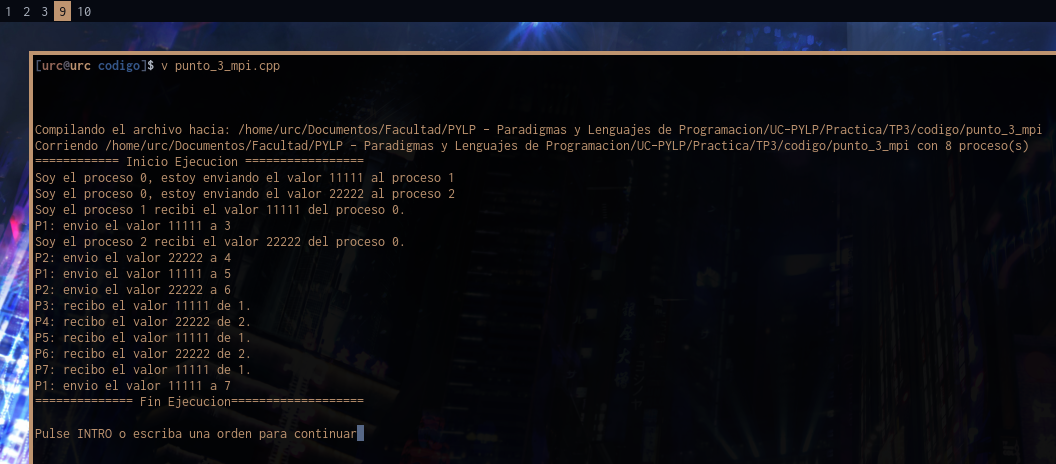 1 2 3 9 10
[urc@urc codigo]$ v punto_3_mpi.cpp
Compilando el archivo hacia: /home/urc/Documentos/Facultad/PYLP - Paradigmas y Lenguajes de Programacion/UC-PYLP/Practica/TP3/codigo/punto_3_mpi
Corriendo /home/urc/Documentos/Facultad/PYLP - Paradigmas y Lenguajes de Programacion/UC-PYLP/Practica/TP3/codigo/punto_3_mpi con 8 proceso(s)
============ Inicio Ejecucion =================
Soy el proceso 0, estoy enviando el valor 11111 al proceso 1
Soy el proceso 0, estoy enviando el valor 22222 al proceso 2
Soy el proceso 1 recibi el valor 11111 del proceso 0.
P1: envio el valor 11111 a 3
Soy el proceso 2 recibi el valor 22222 del proceso 0.
P2: envio el valor 22222 a 4
P1: envio el valor 11111 a 5
P2: envio el valor 22222 a 6
P3: recibo el valor 11111 de 1.
P4: recibo el valor 22222 de 2.
P5: recibo el valor 11111 de 1.
P6: recibo el valor 22222 de 2.
P7: recibo el valor 11111 de 1.
P1: envio el valor 11111 a 7
============== Fin Ejecucion===================
Pulse INTRO o escriba una orden para continuar